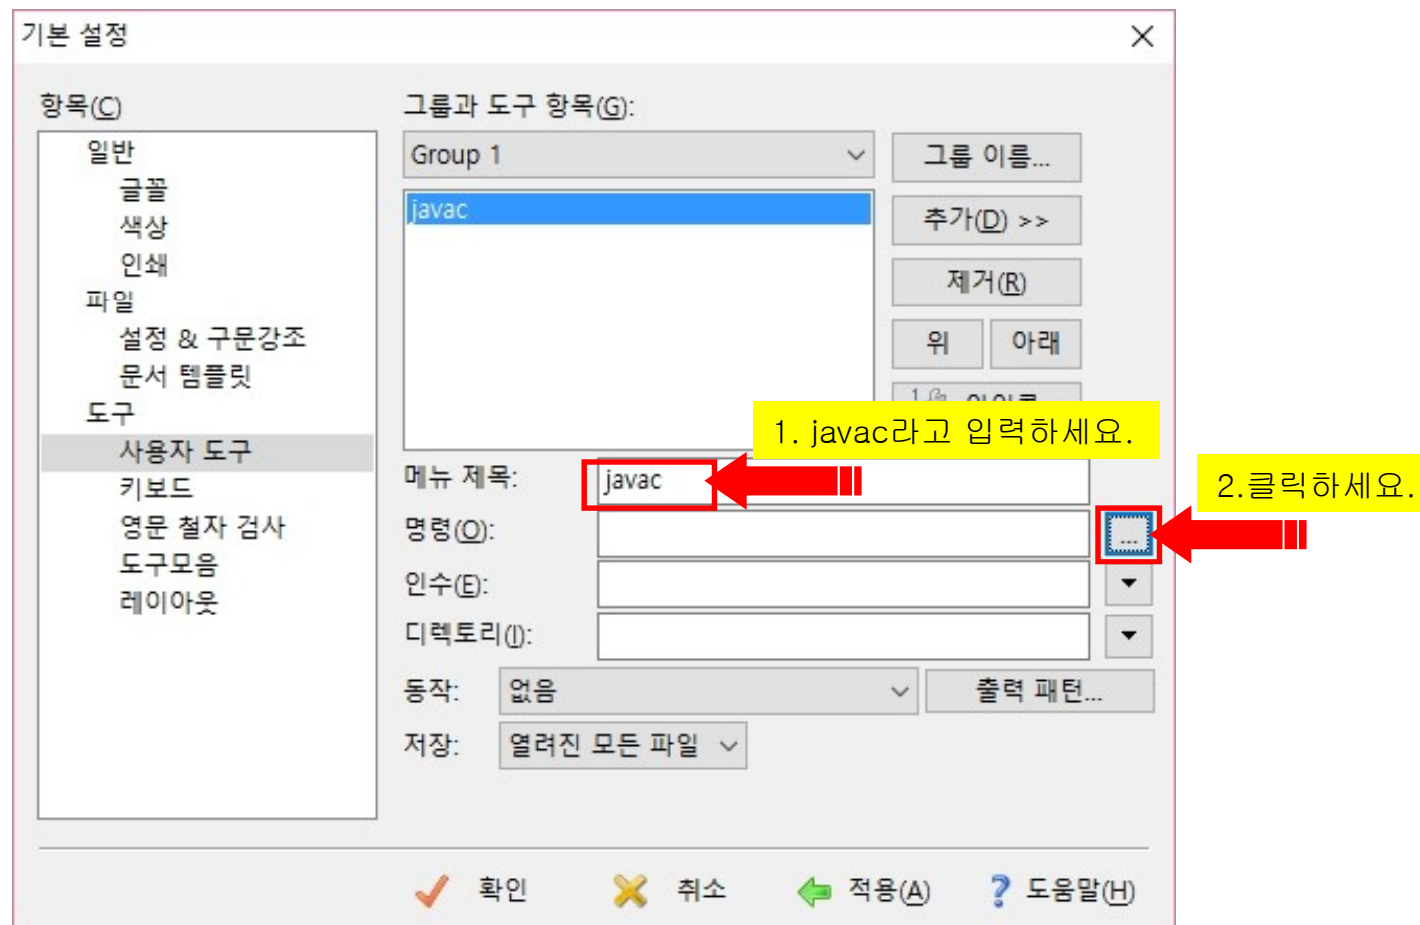 기본 설정
항목(C)
그룹과 도구 항목(G):
일반
글꼴
색상
인쇄
파일
설정 & 구문강조
문서 템플릿
도구
사용자 도구
키보드
영문 철자 검사
도구모음
레이아웃
Group 1
그룹 이름...
javac
추가(D) >>
제거(R)
위
아래
1. javac라고 입력하세요.
메뉴 제목:
javac
2.클릭하세요.
명령(O):
...
인수(E):
디렉토리(I):
동작:
없음
출력 패턴...
저장:
열려진 모든 파일
확인
취소
적용(A)
도움말(H)